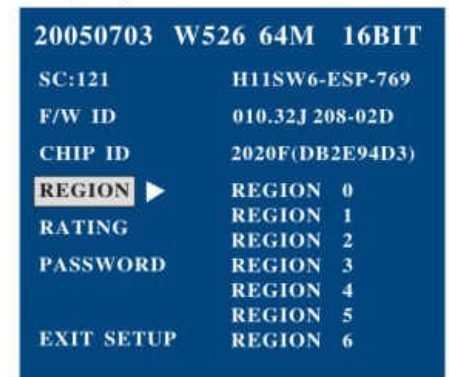 20050703 W526 64M 16BIT
SC:121 H11SW6-ESP-769
F/W ID 010.32J 208-02D
CHIP ID 2020F(DB2E94D3)
REGION REGION 0
REGION 1
RATING
REGION 2
PASSWORD REGION 3
REGION 4
REGION 5
EXIT SETUP REGION 6